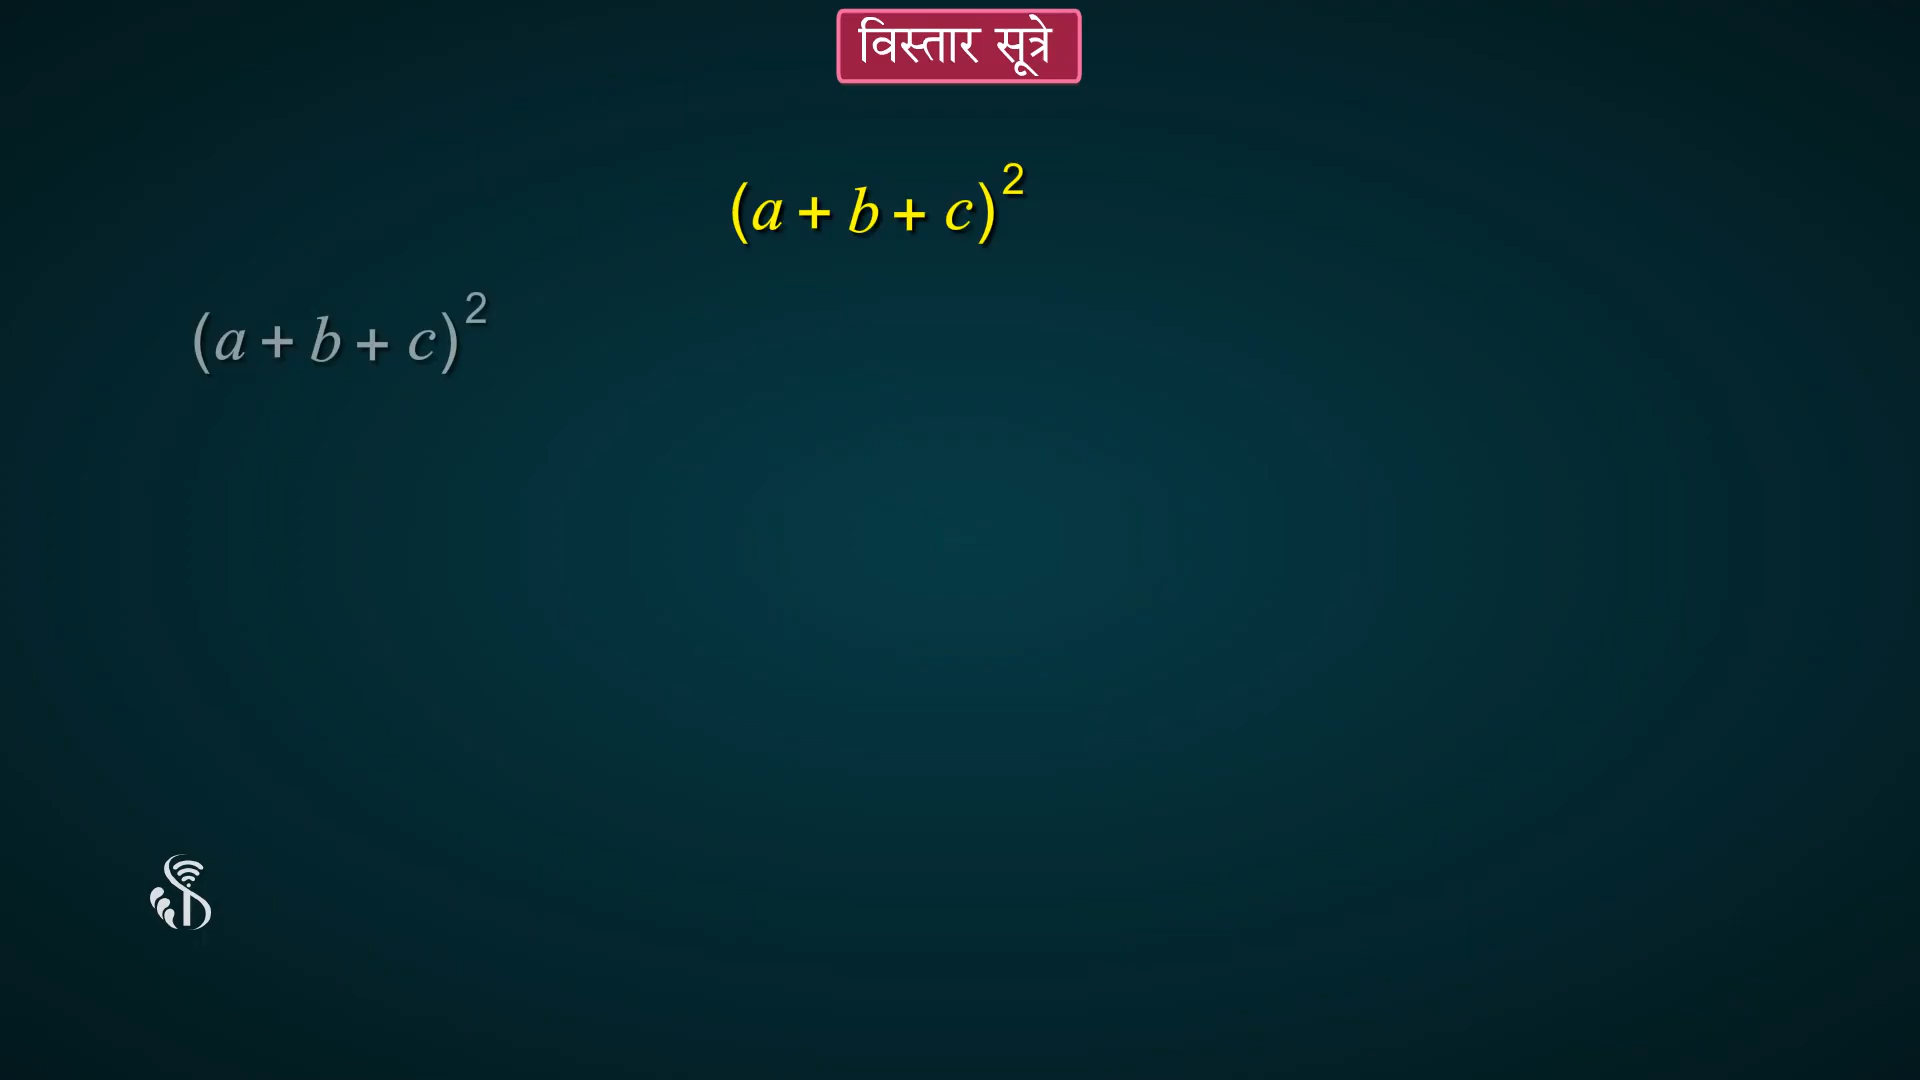 विस्तार सूत्रे
(a + b + c)²
(a + b + c)²